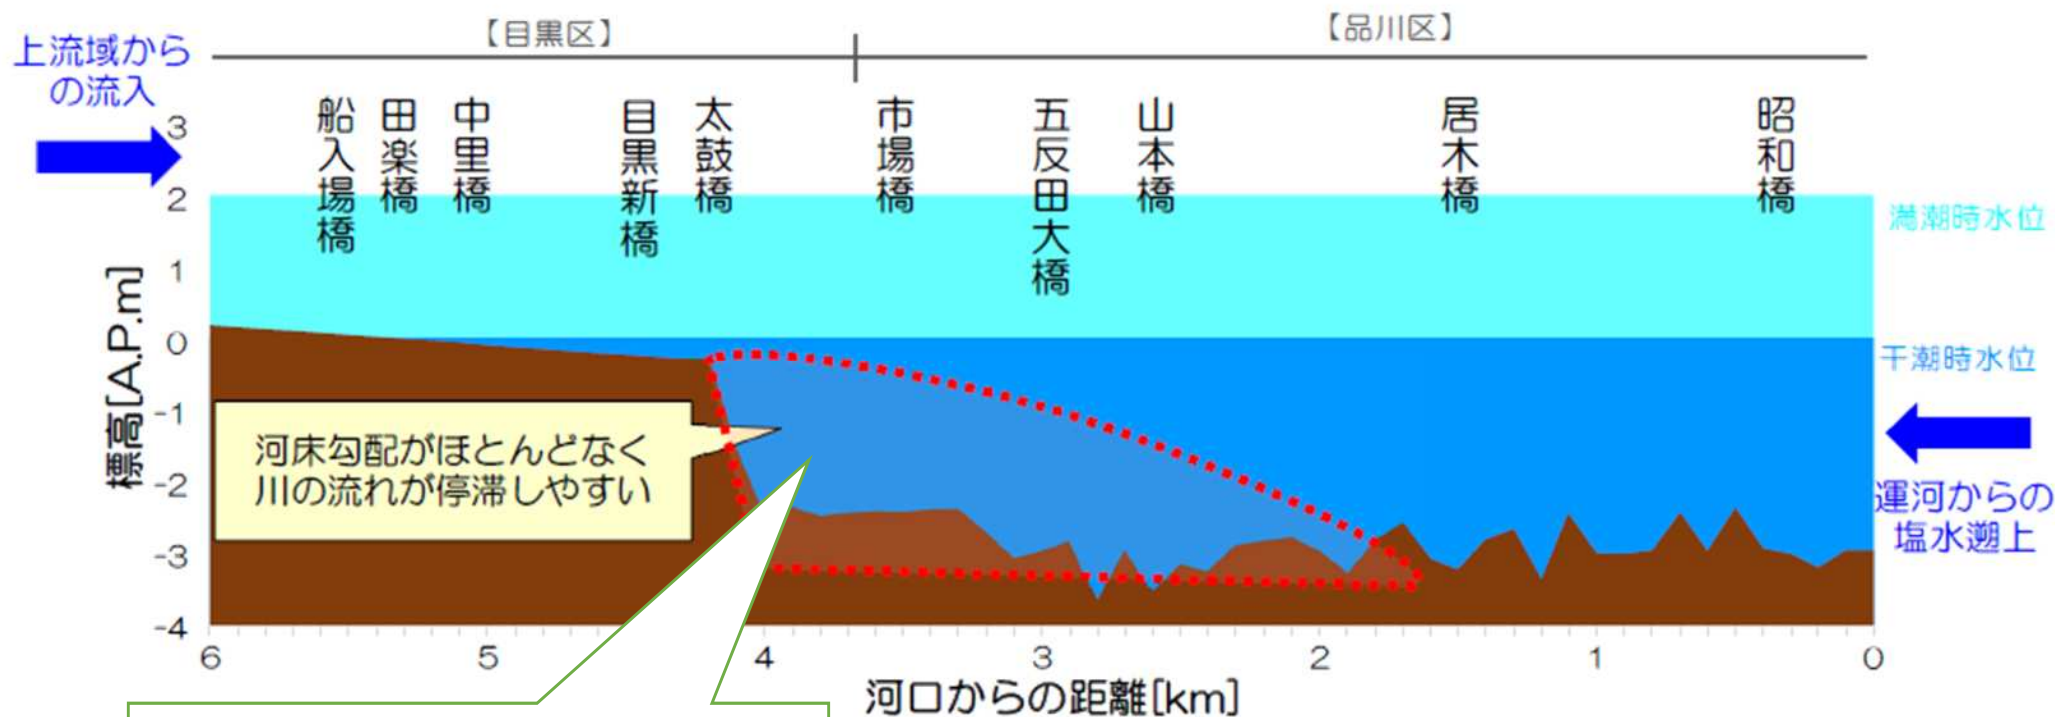 【目黒区】
【品川区】
上流域から
の流入
船入場橋
田楽橋
中里橋
目黒新橋
太鼓橋
市場橋
五反田大橋
山本橋
居木橋
昭和橋
3
2
1
0
-1
-2
-3
-4
標高[A.P.m]
満潮時水位
干潮時水位
河床勾配がほとんどなく
川の流れが停滞しやすい
運河からの
塩水遡上
6 5 4 3 2 1 0
河口からの距離[km]